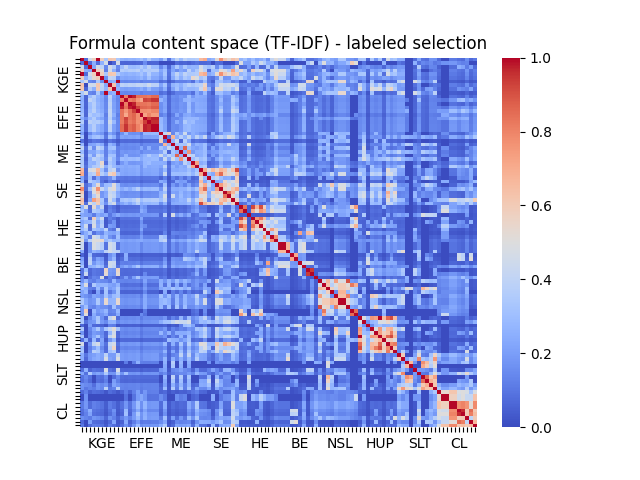 Formula content space (TF-IDF) - labeled selection
KGE
EFE
ME
SE
HE
BE
NSL
HUP
SLT
CL
KGE EFE ME SE HE BE NSL HUP SLT CL
1.0
0.8
0.6
0.4
0.2
0.0